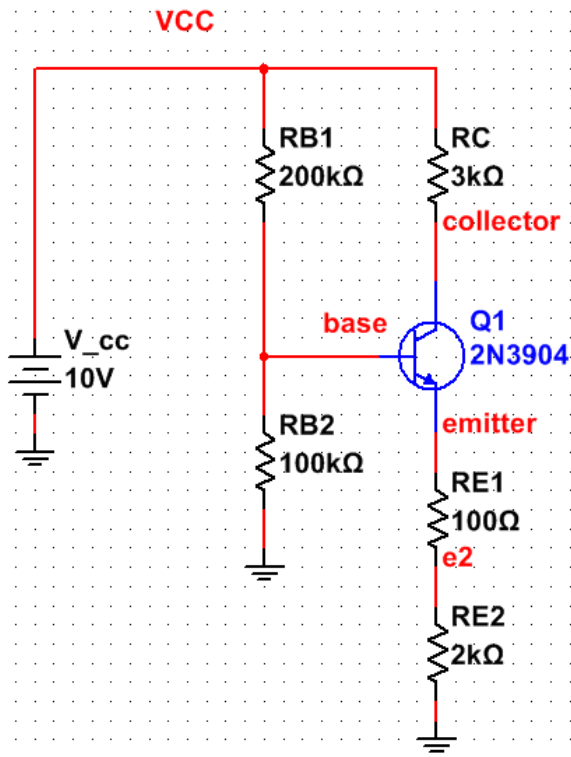 VCC
RB1
200kΩ
RC
3kΩ
collector
V_cc
10V
base
Q1
2N3904
RB2
100kΩ
emitter
RE1
100Ω
e2
RE2
2kΩ